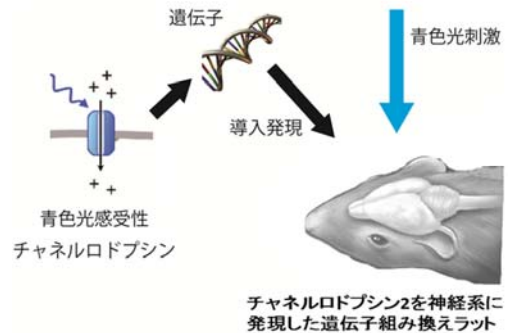 遺伝子
青色光刺激
+ +
+ +
導入発現
+ +
+
青色光感受性
チャネルロドプシン
チャネルロドプシン2を神経系に
発現した遺伝子組み換えラット